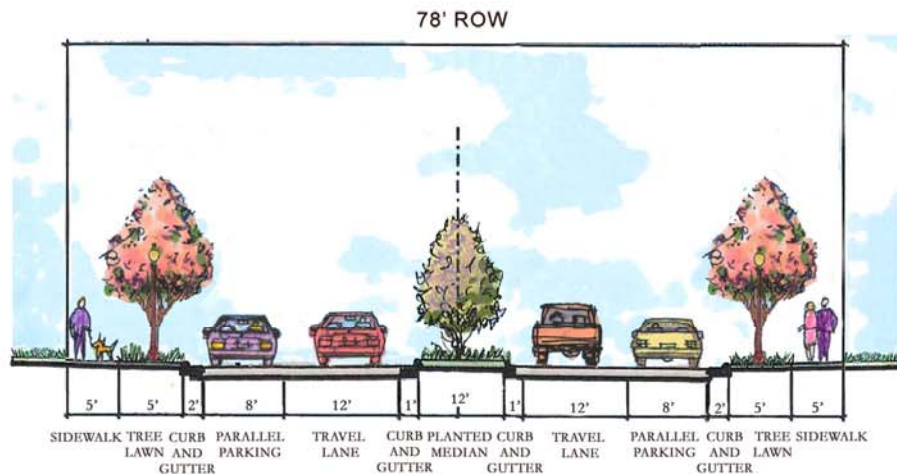 78' ROW
5' 5' 2' 8' 12' 1' 12' 1' 12' 8' 2' 5' 5'
SIDEWALK TREE CURB PARALLEL TRAVEL CURB PLANTED CURB TRAVEL PARALLEL CURB TREE SIDEWALK
LAWN AND PARKING LANE AND MEDIAN AND LANE PARKING AND LAWN
GUTTER GUTTER GUTTER GUTTER